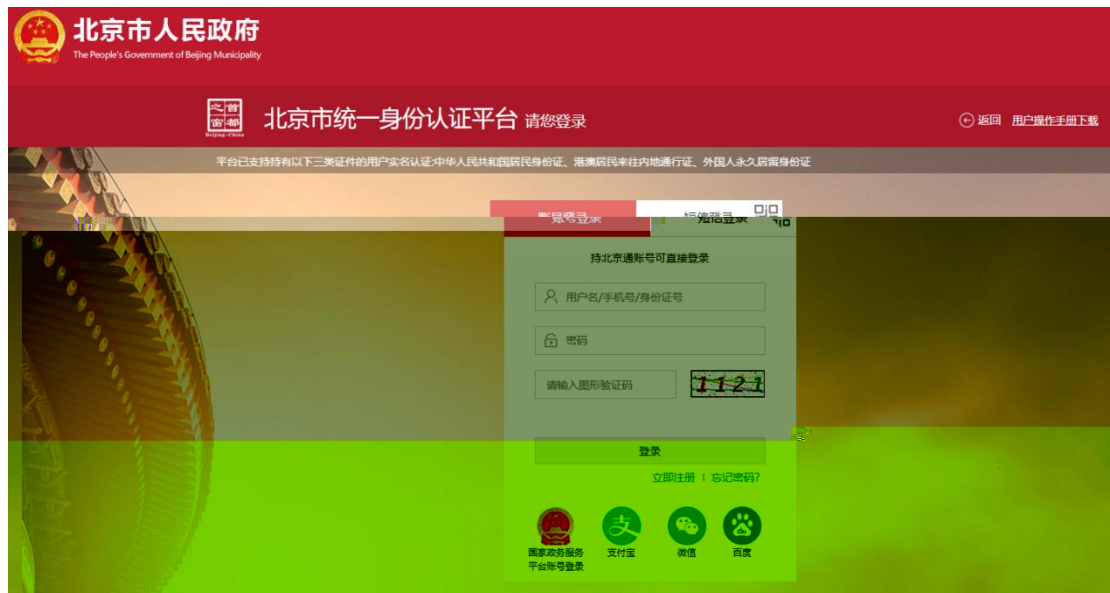 北京市人民政府
The People's Government of Beijing Municipality
首都之窗
Beijing-China
北京市统一身份认证平台 请您登录
返回 用户操作手册下载
平台已支持持有以下三类证件的用户实名认证:中华人民共和国居民身份证、港澳居民来往内地通行证、外国人永久居留身份证
账号登录 短信登录
持北京通账号可直接登录
用户名/手机号/身份证号
密码
请输入图形验证码 1121
登录
立即注册 | 忘记密码?
国家政务服务 支付宝 微信 百度
平台账号登录